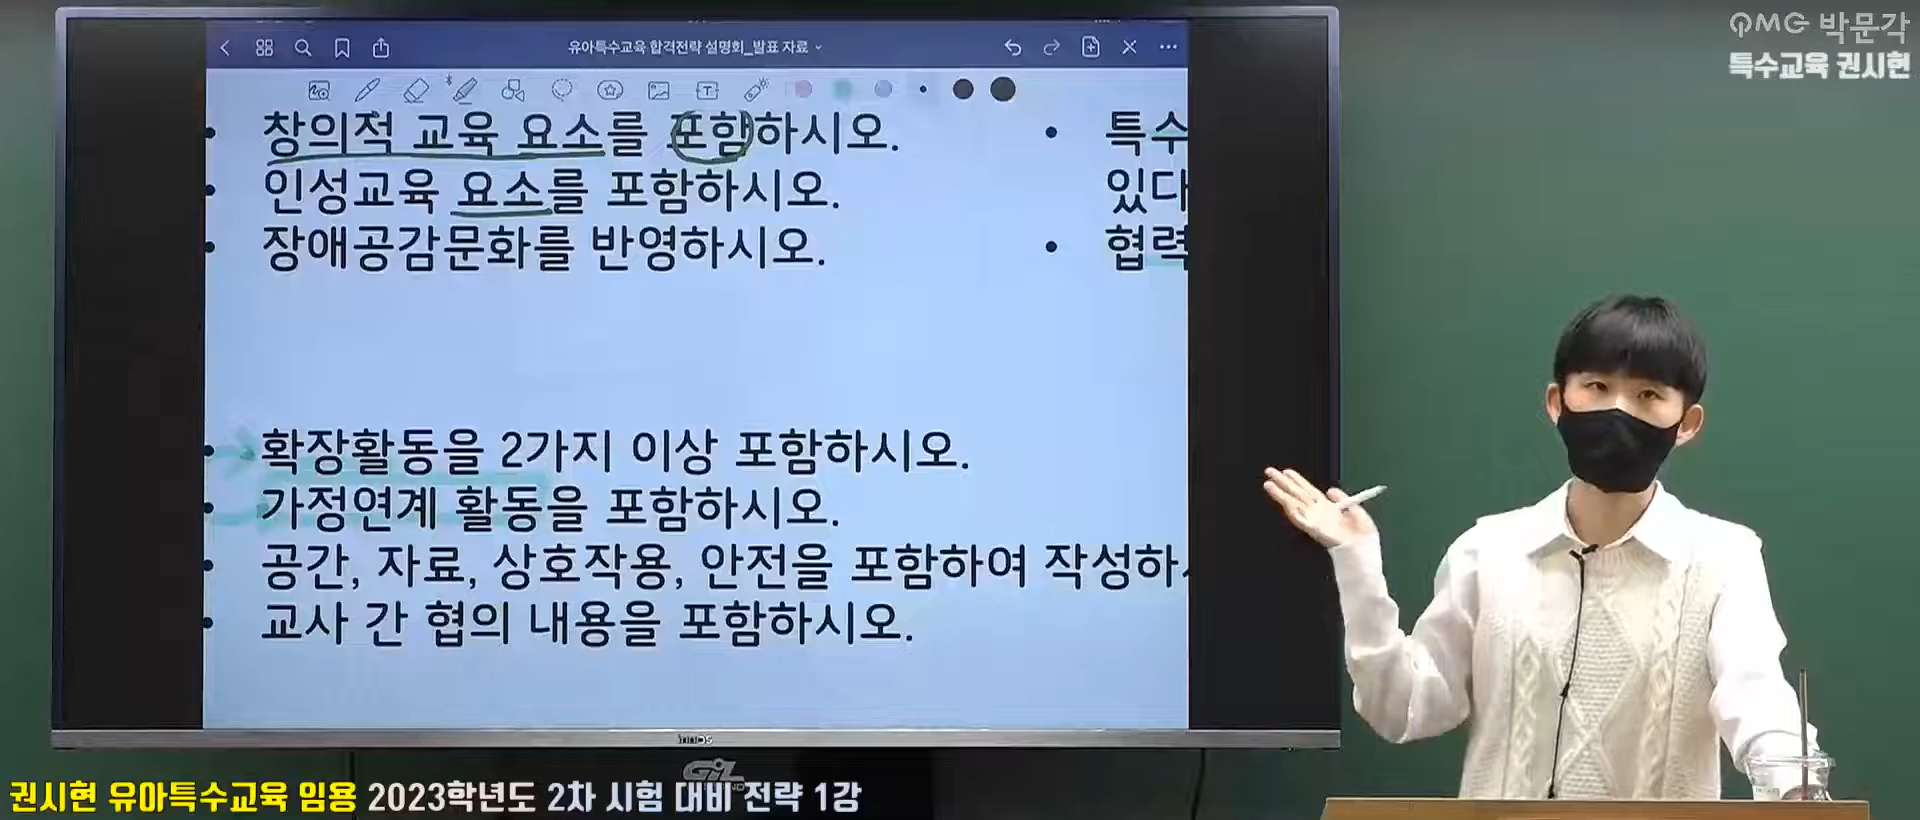 PMG 박문각
특수교육 권시현
유아특수교육 합격전략 설명회_발표 자료
• 창의적 교육 요소를 포함하시오.
• 인성교육 요소를 포함하시오.
• 장애공감문화를 반영하시오.
• 특수
있다
• 협력
• 확장활동을 2가지 이상 포함하시오.
• 가정연계 활동을 포함하시오.
• 공간, 자료, 상호작용, 안전을 포함하여 작성하
• 교사 간 협의 내용을 포함하시오.
권시현 유아특수교육 임용 2023학년도 2차 시험 대비 전략 1강